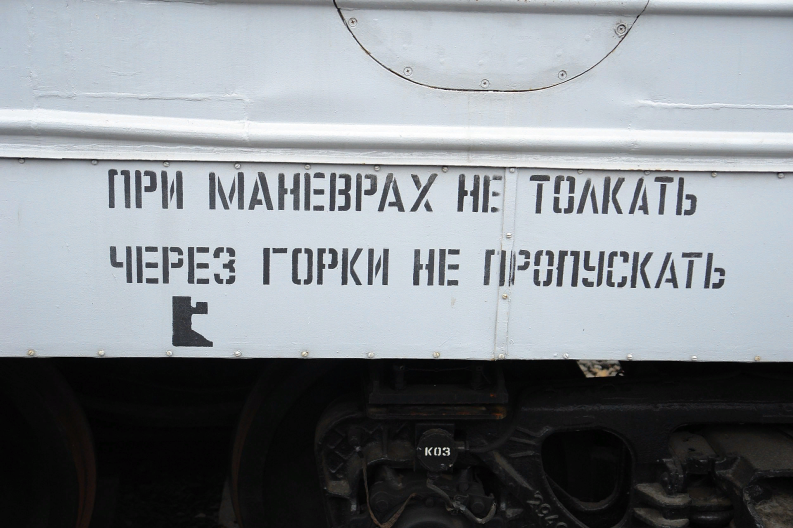 ПРИ МАНЕВРАХ НЕ ТОЛКАТЬ
ЧЕРЕЗ ГОРКИ НЕ ПРОПУСКАТЬ
КОЗ